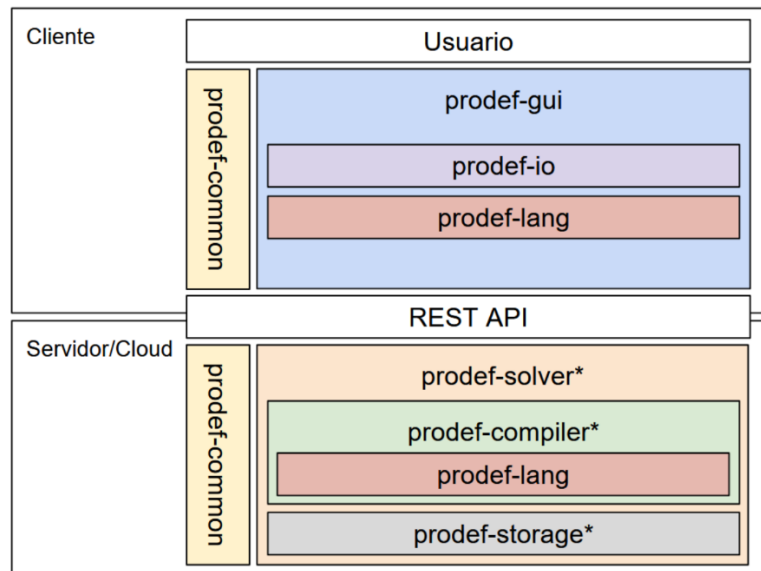 Cliente
Usuario
prodef-common
prodef-gui
prodef-io
prodef-lang
REST API
Servidor/Cloud
prodef-common
prodef-solver*
prodef-compiler*
prodef-lang
prodef-storage*